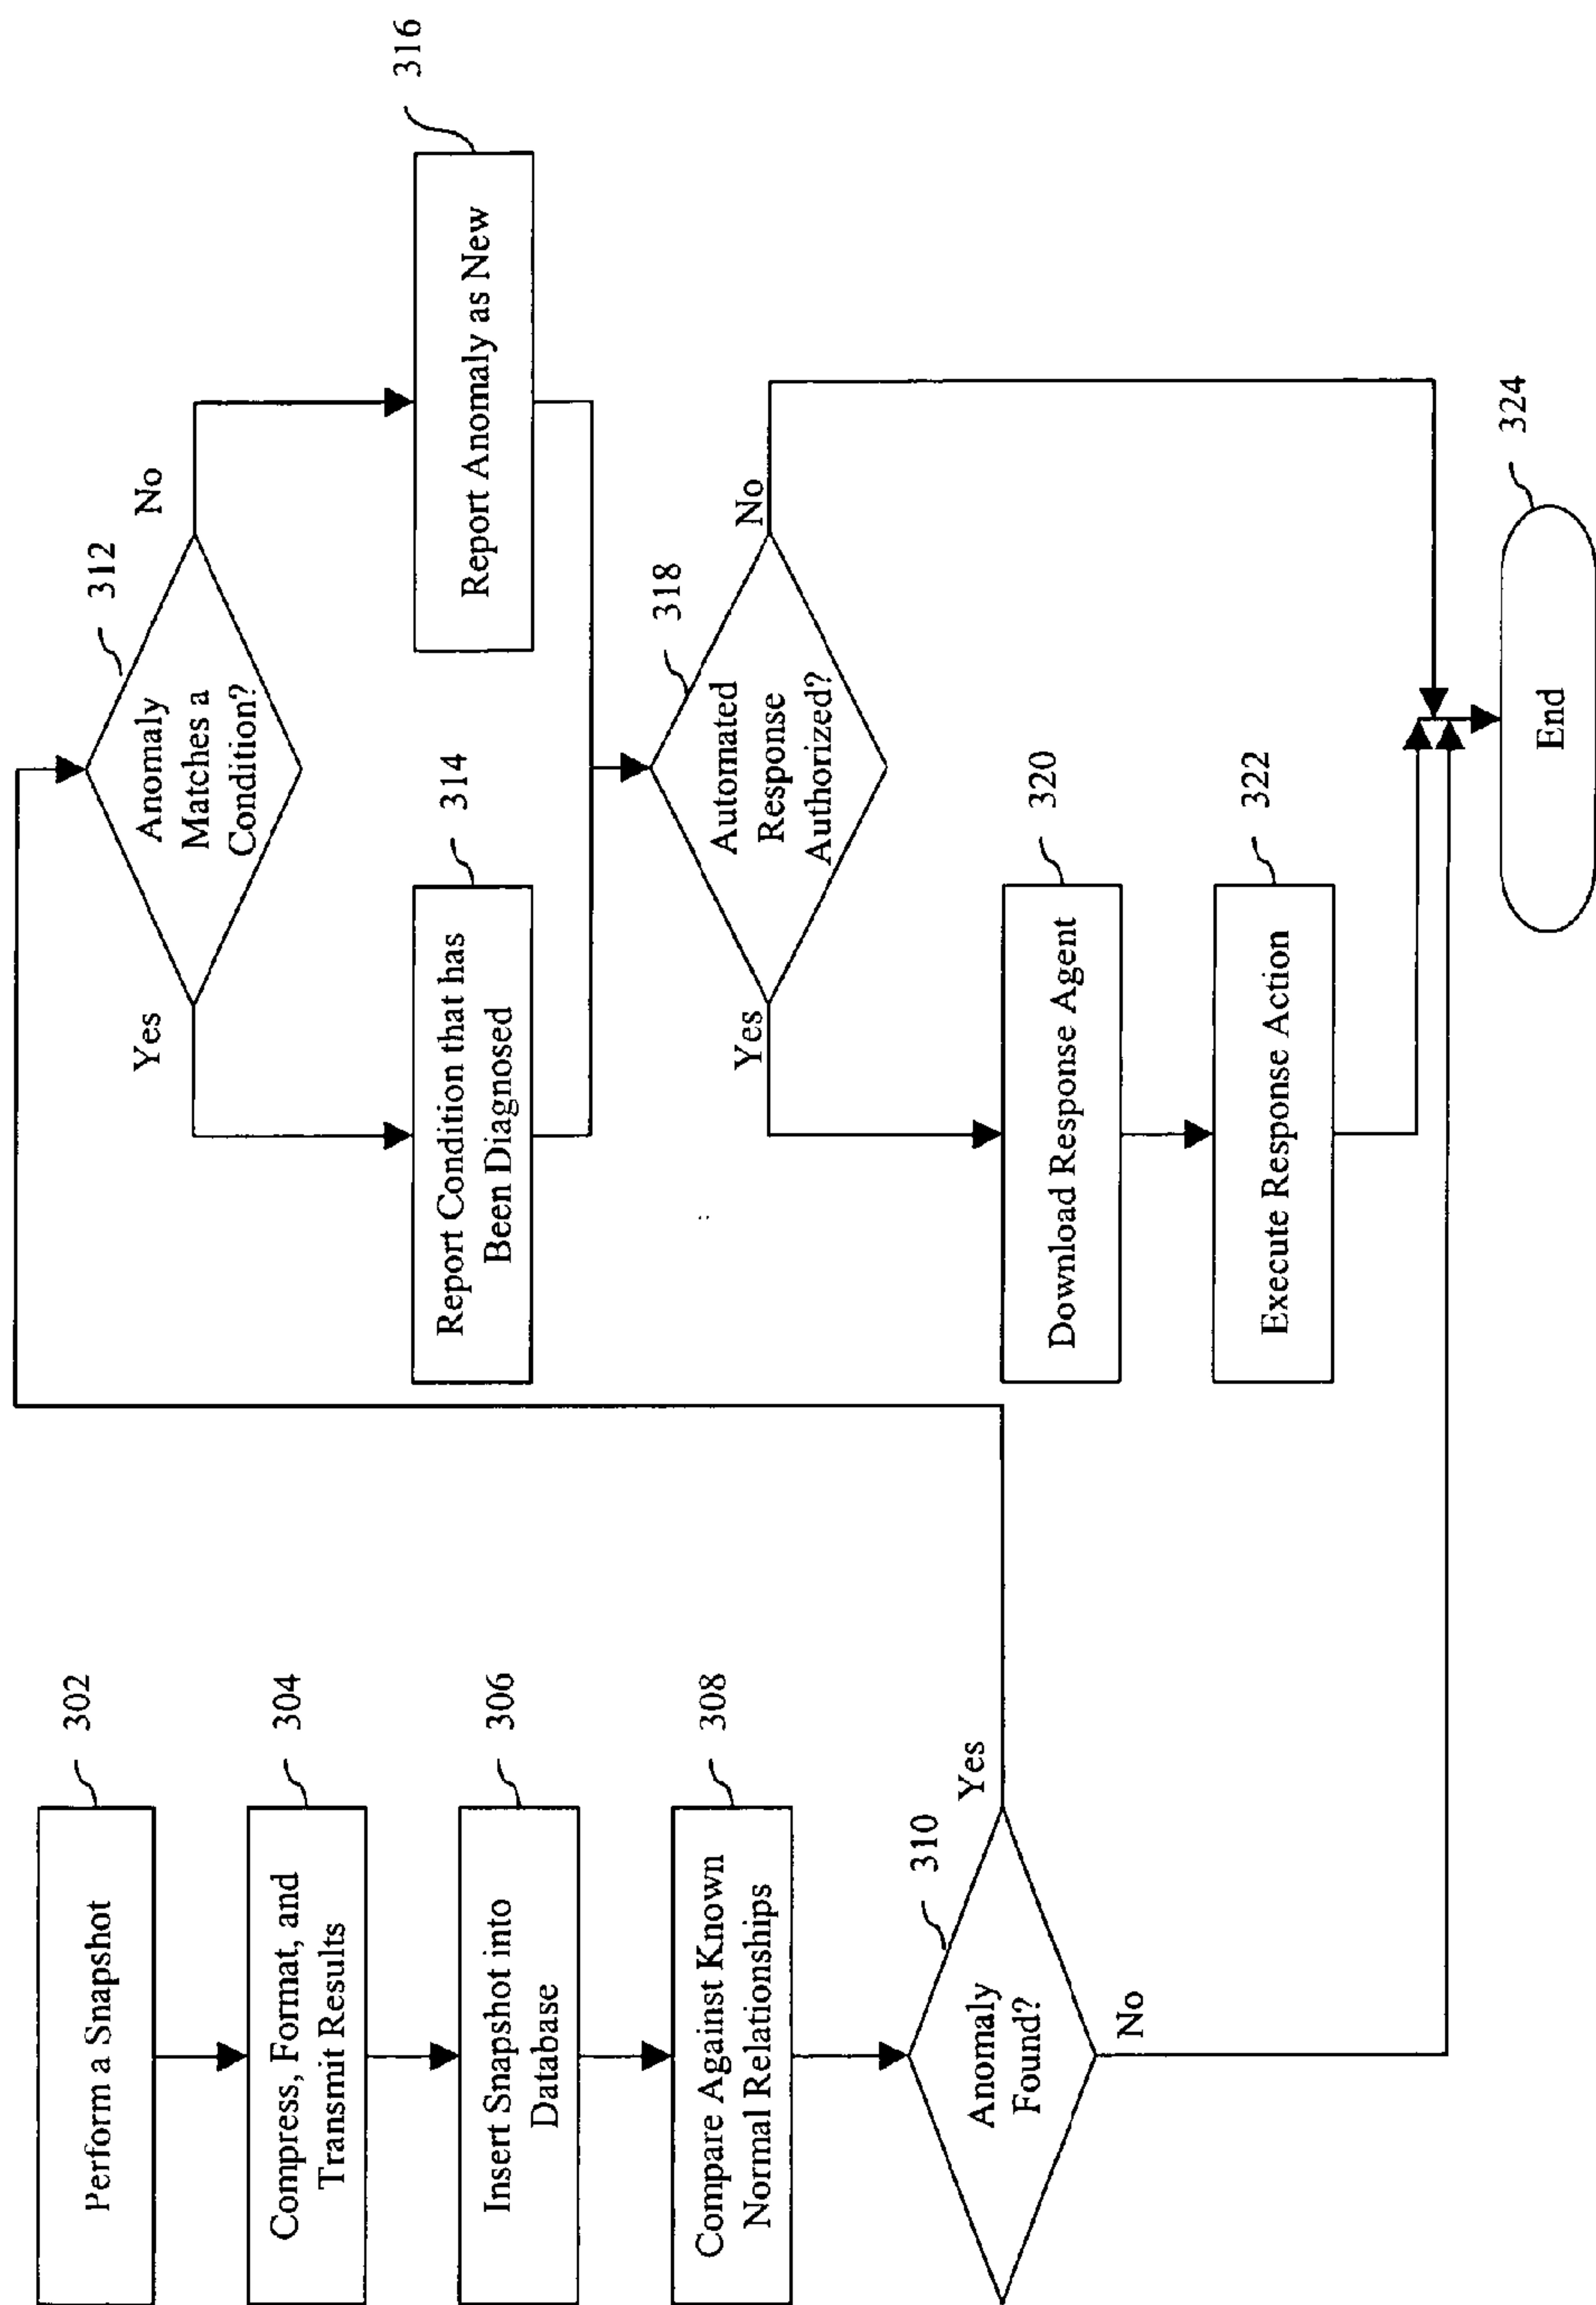 Perform a Snapshot
302
Compress, Format, and
Transmit Results
304
Insert Snapshot into
Database
306
Compare Against Known
Normal Relationships
308
Anomaly
Found?
310
Yes
No
Anomaly
Matches a
Condition?
312
Yes
No
Report Condition that has
Been Diagnosed
314
Report Anomaly as New
316
Automated
Response
Authorized?
318
Yes
No
Download Response Agent
320
Execute Response Action
322
End
324